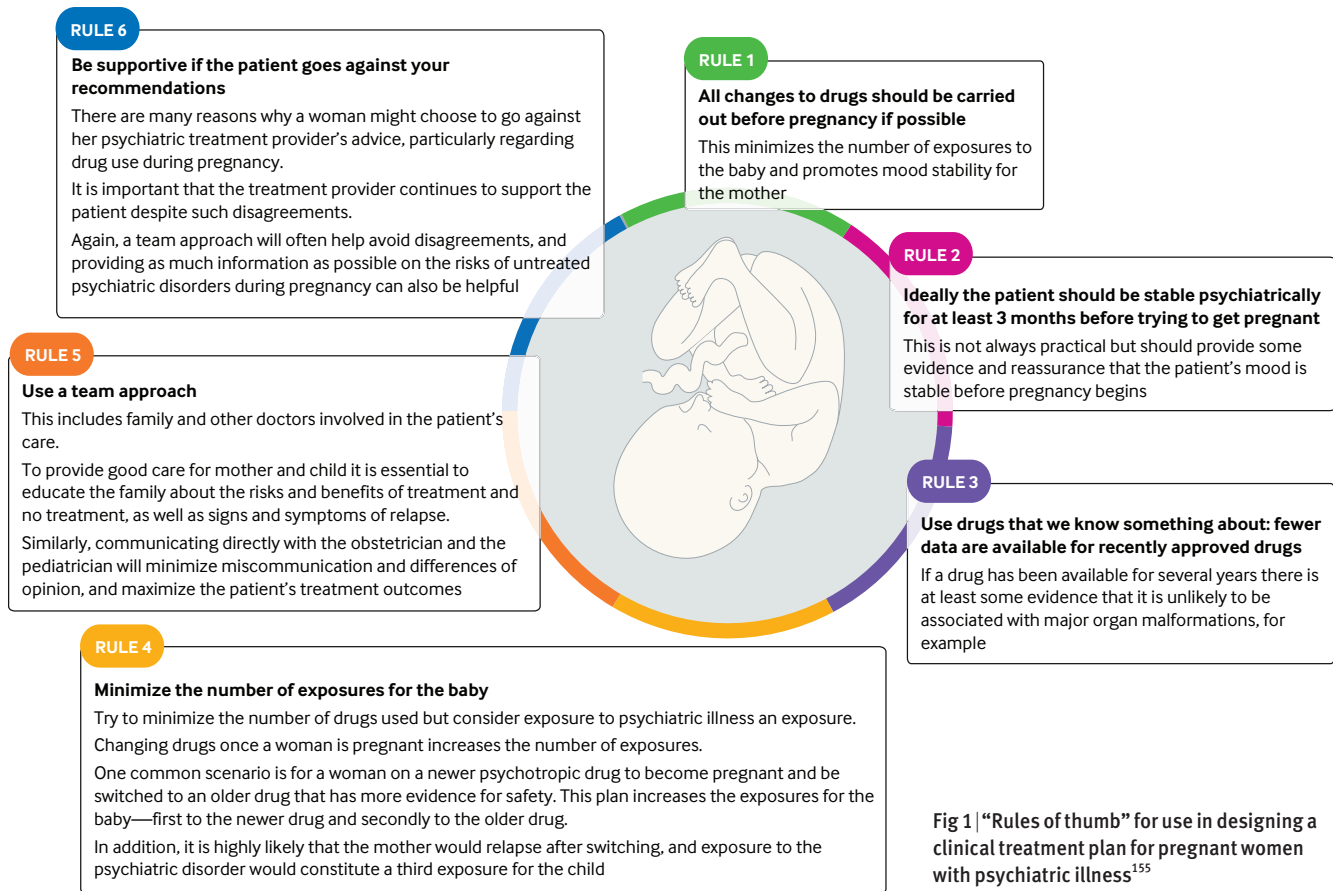 RULE 1
All changes to drugs should be carried
out before pregnancy if possible
This minimizes the number of exposures to
the baby and promotes mood stability for
the mother
RULE 2
Ideally the patient should be stable psychiatrically
for at least 3 months before trying to get pregnant
This is not always practical but should provide some
evidence and reassurance that the patient's mood is
stable before pregnancy begins
RULE 3
Use drugs that we know something about: fewer
data are available for recently approved drugs
If a drug has been available for several years there is
at least some evidence that it is unlikely to be
associated with major organ malformations, for
example
RULE 4
Minimize the number of exposures for the baby
Try to minimize the number of drugs used but consider exposure to psychiatric illness an exposure.
Changing drugs once a woman is pregnant increases the number of exposures.
One common scenario is for a woman on a newer psychotropic drug to become pregnant and be
switched to an older drug that has more evidence for safety. This plan increases the exposures for the
baby—first to the newer drug and secondly to the older drug.
In addition, it is highly likely that the mother would relapse after switching, and exposure to the
psychiatric disorder would constitute a third exposure for the child
RULE 5
Use a team approach
This includes family and other doctors involved in the patient's
care.
To provide good care for mother and child it is essential to
educate the family about the risks and benefits of treatment and
no treatment, as well as signs and symptoms of relapse.
Similarly, communicating directly with the obstetrician and the
pediatrician will minimize miscommunication and differences of
opinion, and maximize the patient's treatment outcomes
RULE 6
Be supportive if the patient goes against your
recommendations
There are many reasons why a woman might choose to go against
her psychiatric treatment provider's advice, particularly regarding
drug use during pregnancy.
It is important that the treatment provider continues to support the
patient despite such disagreements.
Again, a team approach will often help avoid disagreements, and
providing as much information as possible on the risks of untreated
psychiatric disorders during pregnancy can also be helpful
Fig 1 | “Rules of thumb” for use in designing a
clinical treatment plan for pregnant women
with psychiatric illness¹⁵⁵